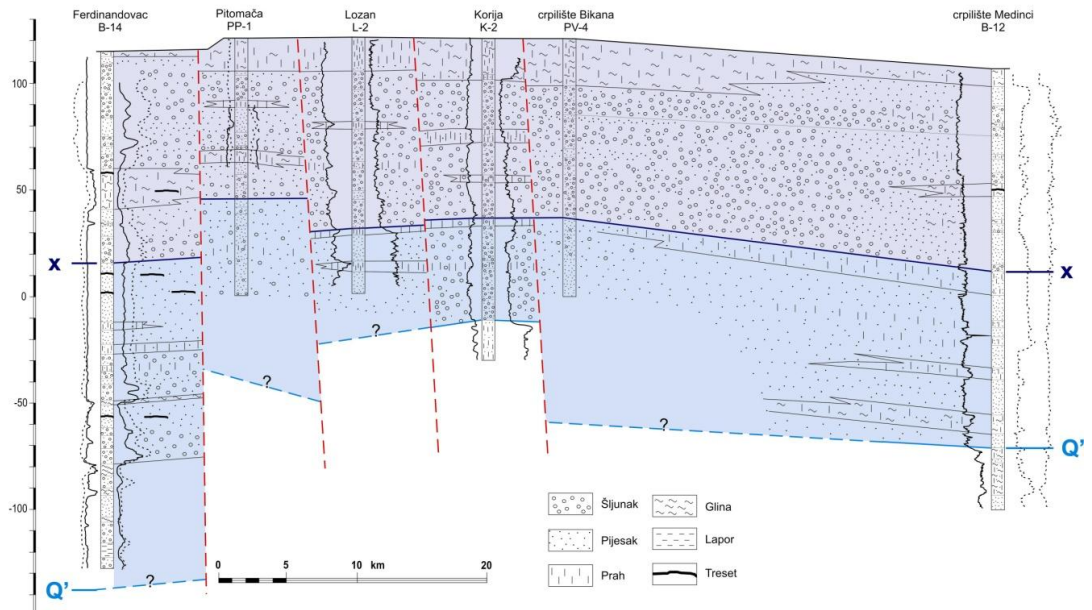 Ferdinandovac
B-14
Pitomača
PP-1
Lozan
L-2
Korija
K-2
crpilište Bikana
PV-4
crpilište Medinci
B-12
100
50
0
-50
-100
x
x
Q'
Q'
?
?
?
?
?
Šljunak
Pijesak
Prah
Glina
Lapor
Treset
0 5 10 km 20